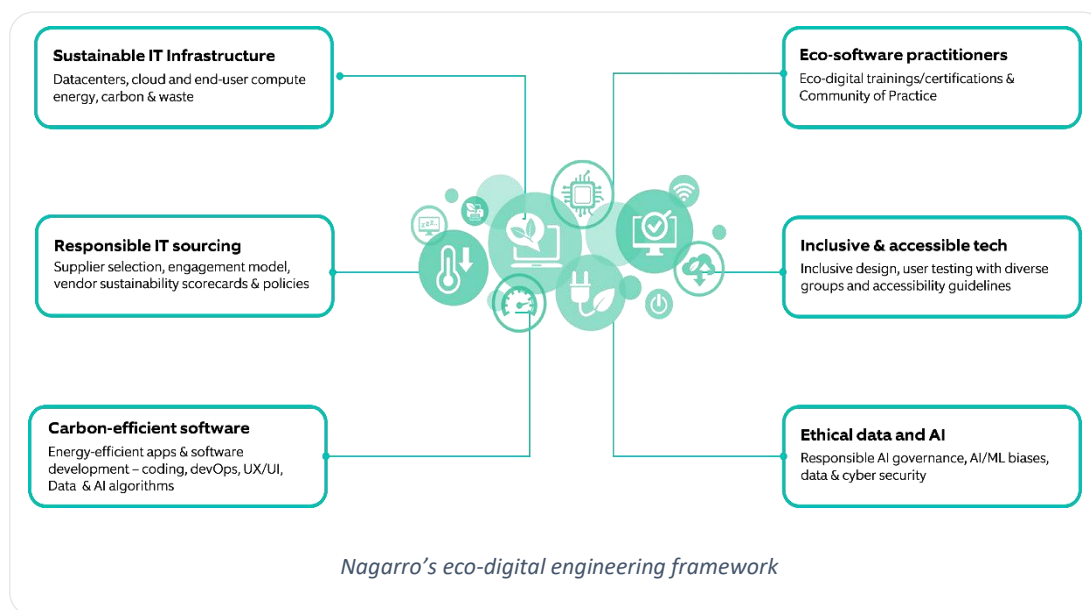 Sustainable IT Infrastructure
Datacenters, cloud and end-user compute
energy, carbon & waste
Responsible IT sourcing
Supplier selection, engagement model,
vendor sustainability scorecards & policies
Carbon-efficient software
Energy-efficient apps & software
development – coding, devOps, UX/UI,
Data & AI algorithms
Eco-software practitioners
Eco-digital trainings/certifications &
Community of Practice
Inclusive & accessible tech
Inclusive design, user testing with diverse
groups and accessibility guidelines
Ethical data and AI
Responsible AI governance, AI/ML biases,
data & cyber security
zzz
Nagarro’s eco-digital engineering framework